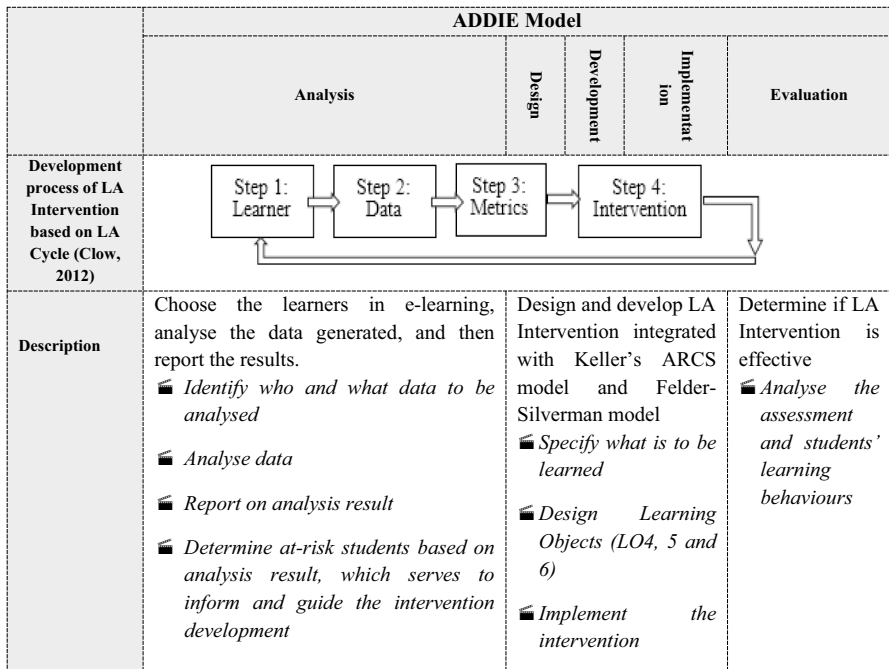 ADDIE Model
Analysis
Design
Development
Implementat
ion
Evaluation
Development
process of LA
Intervention
based on LA
Cycle (Clow,
2012)
Step 1:
Learner
Step 2:
Data
Step 3:
Metrics
Step 4:
Intervention
Description
Choose the learners in e-learning,
analyse the data generated, and then
report the results.
Identify who and what data to be
analysed
Analyse data
Report on analysis result
Determine at-risk students based on
analysis result, which serves to
inform and guide the intervention
development
Design and develop LA
Intervention integrated
with Keller’s ARCS
model and Felder-
Silverman model
Specify what is to be
learned
Design Learning
Objects (LO4, 5 and
6)
Implement the
intervention
Determine if LA
Intervention is
effective
Analyse the
assessment
and students’
learning
behaviours